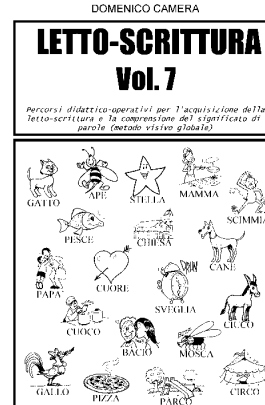 DOMENICO CAMERA
LETTO-SCRITTURA
Vol. 7
Percorsi didattico-operativi per l'acquisizione della
letto-scrittura e la comprensione del significato di
parole (metodo visivo globale)
GATTO APE STELLA MAMMA SCIMMIA
PESCE CHIESA CANE
PAPA' CUORE SVEGLIA CIUCO
CUOCO BACIO MOSCA
GALLO PIZZA PARCO CIRCO